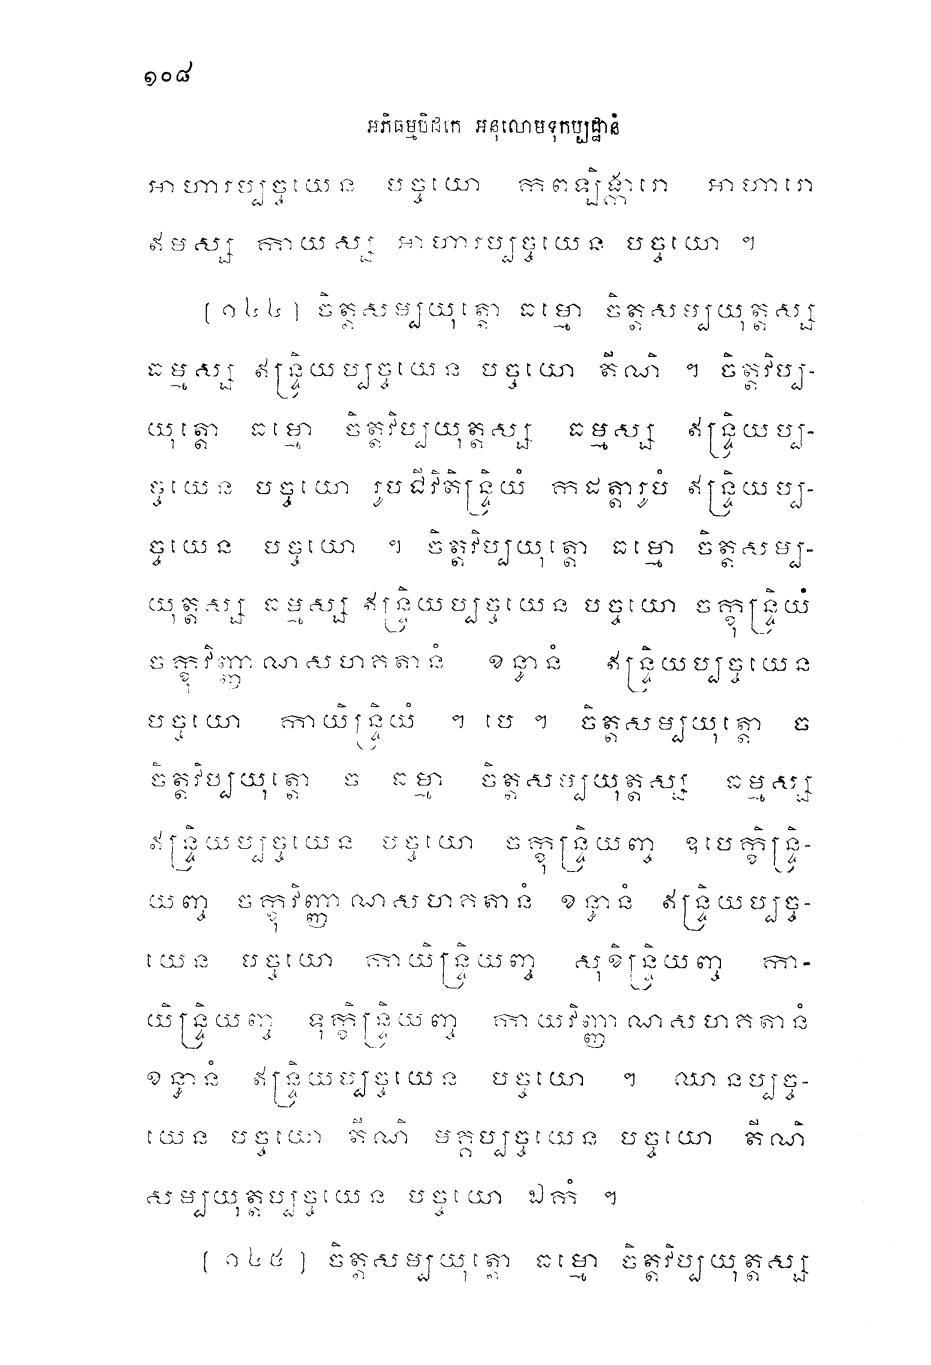 ១០៨
អភិធម្មបិដកេ អនុលោមទុកប្បដ្ឋានំ
អាហារប្បច្ចយេន បច្ចយោ កពឡិង្ការោ អាហារោ
ឥមស្ស កាយស្ស អាហារប្បច្ចយេន បច្ចយោ ។
[១៤៤] ចិត្តសម្បយុត្តោ ធម្មោ ចិត្តសម្បយុត្តស្ស
ធម្មស្ស ឥន្ទ្រិយប្បច្ចយេន បច្ចយោ តីណិ ។ ចិត្តវិប្ប-
យុត្តោ ធម្មោ ចិត្តវិប្បយុត្តស្ស ធម្មស្ស ឥន្ទ្រិយប្ប-
ច្ចយេន បច្ចយោ រូបជីវិតិន្ទ្រិយំ កដត្តារូបំ ឥន្ទ្រិយប្ប-
ច្ចយេន បច្ចយោ ។ ចិត្តវិប្បយុត្តោ ធម្មោ ចិត្តសម្ប-
យុត្តស្ស ធម្មស្ស ឥន្ទ្រិយប្បច្ចយេន បច្ចយោ ចក្ខុន្ទ្រិយំ
ចក្ខុវិញ្ញាណសហគតានំ ខន្ធានំ ឥន្ទ្រិយប្បច្ចយេន
បច្ចយោ កាយិន្ទ្រិយំ ។ បេ ។ ចិត្តសម្បយុត្តោ ច
ចិត្តវិប្បយុត្តោ ច ធម្មា ចិត្តសម្បយុត្តស្ស ធម្មស្ស
ឥន្ទ្រិយប្បច្ចយេន បច្ចយោ ចក្ខុន្ទ្រិយញ្ច ឧបេក្ខិន្ទ្រិ-
យញ្ច ចក្ខុវិញ្ញាណសហគតានំ ខន្ធានំ ឥន្ទ្រិយប្បច្ច-
យេន បច្ចយោ កាយិន្ទ្រិយញ្ច សុខិន្ទ្រិយញ្ច កា-
យិន្ទ្រិយញ្ច ទុក្ខិន្ទ្រិយញ្ច កាយវិញ្ញាណសហគតានំ
ខន្ធានំ ឥន្ទ្រិយប្បច្ចយេន បច្ចយោ ។ ឈានប្បច្ច-
យេន បច្ចយោ តីណិ មគ្គប្បច្ចយេន បច្ចយោ តីណិ
សម្បយុត្តប្បច្ចយេន បច្ចយោ ឯកំ ។
[១៤៥] ចិត្តសម្បយុត្តោ ធម្មោ ចិត្តវិប្បយុត្តស្ស